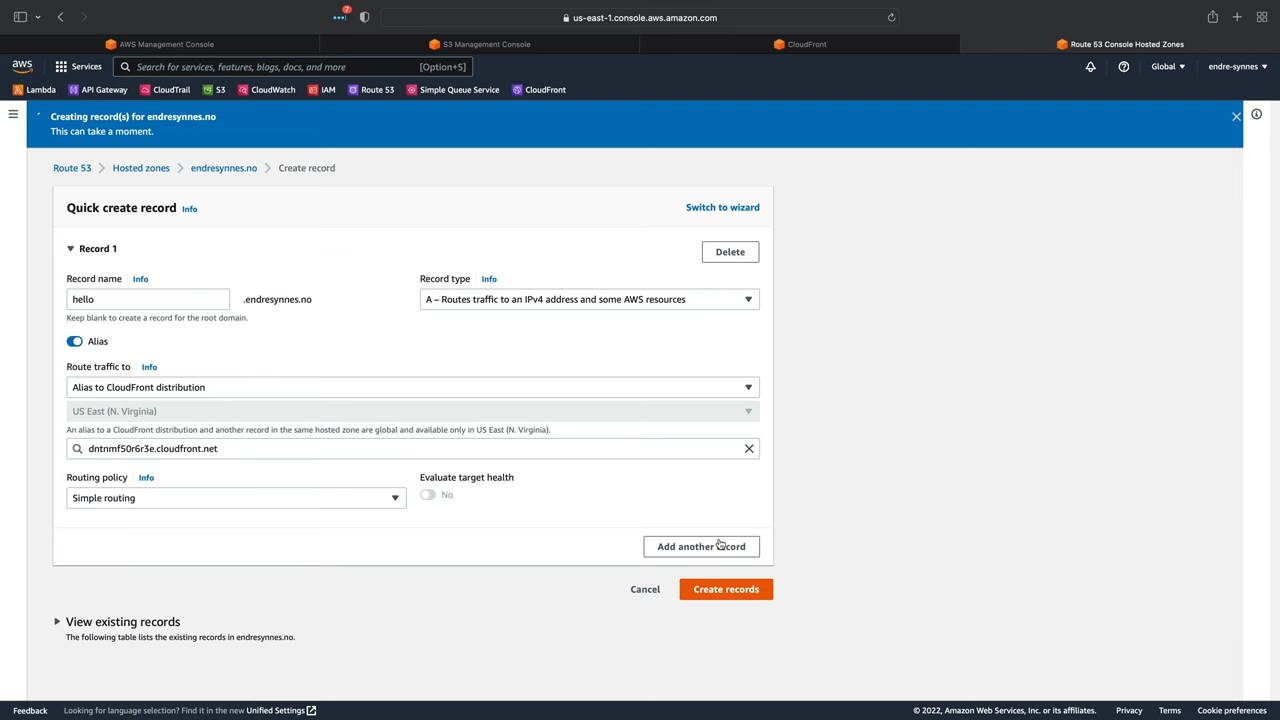 7
us-east-1.console.aws.amazon.com
AWS Management Console
S3 Management Console
CloudFront
Route 53 Console Hosted Zones
aws
Services
Search for services, features, blogs, docs, and more
[Option+S]
Global
endre-synnes
Lambda
API Gateway
CloudTrail
S3
CloudWatch
IAM
Route 53
Simple Queue Service
CloudFront
Creating record(s) for endresynnes.no
This can take a moment.
Route 53
Hosted zones
endresynnes.no
Create record
Quick create record Info
Switch to wizard
Record 1
Delete
Record name Info
Record type Info
hello
.endresynnes.no
A – Routes traffic to an IPv4 address and some AWS resources
Keep blank to create a record for the root domain.
Alias
Route traffic to Info
Alias to CloudFront distribution
US East (N. Virginia)
An alias to a CloudFront distribution and another record in the same hosted zone are global and available only in US East (N. Virginia).
dntnmf50r6r3e.cloudfront.net
Routing policy Info
Evaluate target health
Simple routing
No
Add another record
Cancel
Create records
View existing records
The following table lists the existing records in endresynnes.no.
Feedback
Looking for language selection? Find it in the new Unified Settings
© 2022, Amazon Web Services, Inc. or its affiliates.
Privacy
Terms
Cookie preferences